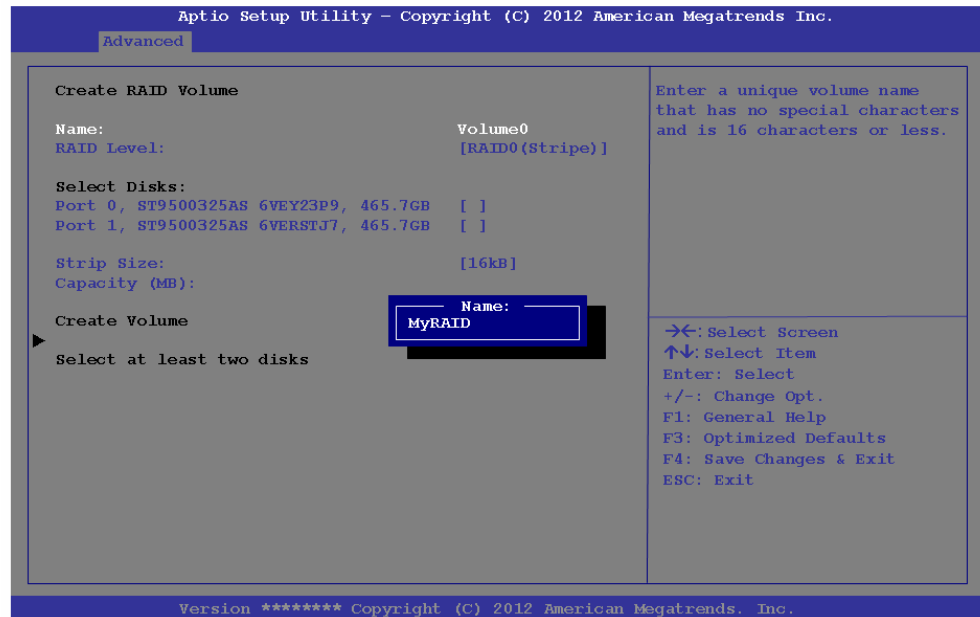 Aptio Setup Utility – Copyright (C) 2012 American Megatrends Inc.
Advanced
Create RAID Volume
Name: Volume0
RAID Level: [RAID0(Stripe)]
Select Disks:
Port 0, ST9500325AS 6VEY23P9, 465.7GB [ ]
Port 1, ST9500325AS 6VERSTJ7, 465.7GB [ ]
Strip Size: [16kB]
Capacity (MB):
Create Volume
Select at least two disks
Name:
MyRAID
Enter a unique volume name
that has no special characters
and is 16 characters or less.
→←: Select Screen
↑↓: Select Item
Enter: Select
+/-: Change Opt.
F1: General Help
F3: Optimized Defaults
F4: Save Changes & Exit
ESC: Exit
Version ******** Copyright (C) 2012 American Megatrends. Inc.